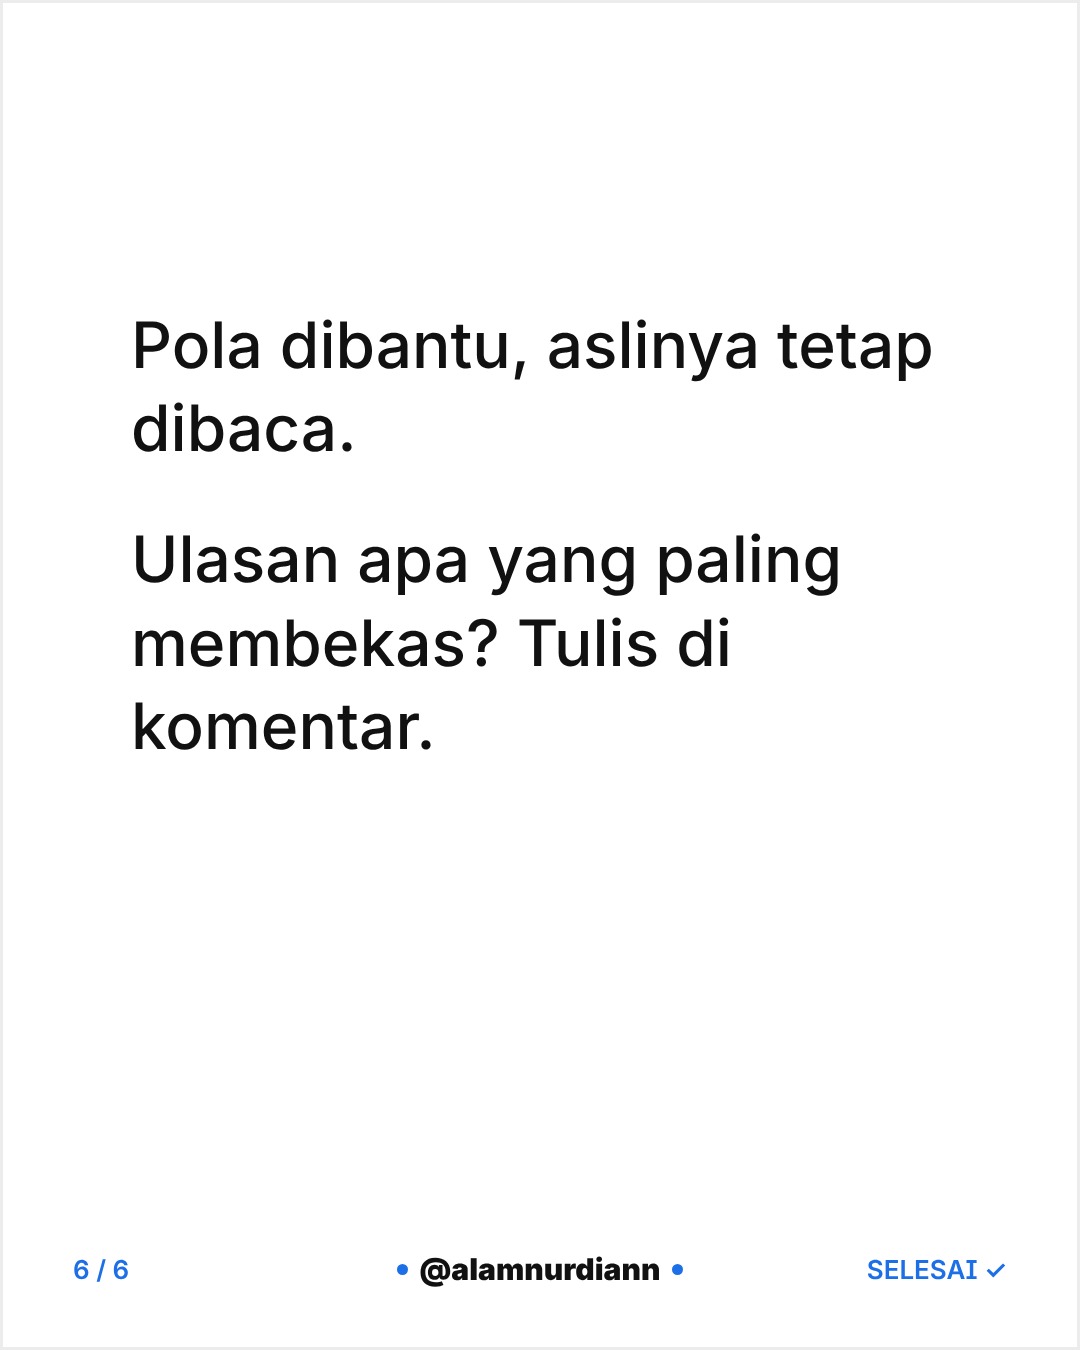 Pola dibantu, aslinya tetap
dibaca.
Ulasan apa yang paling
membekas? Tulis di
komentar.
6 / 6
• @alamnurdiann •
SELESAI ✓